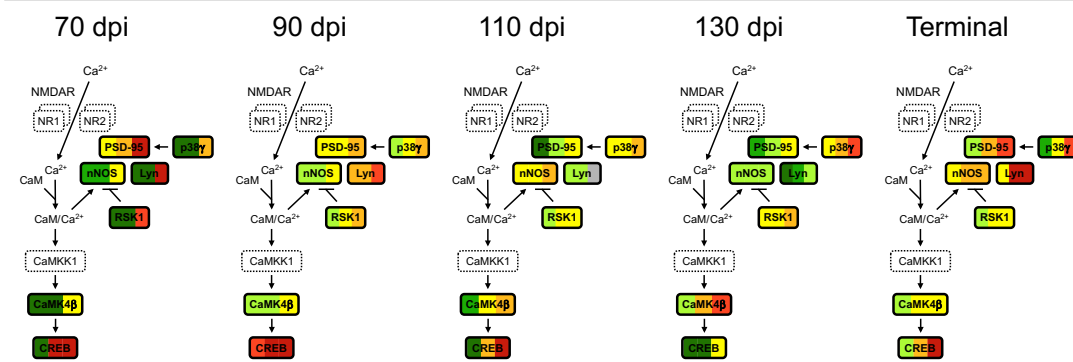 70 dpi
90 dpi
110 dpi
130 dpi
Terminal
Ca²⁺
NMDAR
NR1
NR2
PSD-95
p38γ
Ca²⁺
nNOS
Lyn
CaM
CaM/Ca²⁺
RSK1
CaMKK1
CaMK4β
CREB
Ca²⁺
NMDAR
NR1
NR2
PSD-95
p38γ
Ca²⁺
nNOS
Lyn
CaM
CaM/Ca²⁺
RSK1
CaMKK1
CaMK4β
CREB
Ca²⁺
NMDAR
NR1
NR2
PSD-95
p38γ
Ca²⁺
nNOS
Lyn
CaM
CaM/Ca²⁺
RSK1
CaMKK1
CaMK4β
CREB
Ca²⁺
NMDAR
NR1
NR2
PSD-95
p38γ
Ca²⁺
nNOS
Lyn
CaM
CaM/Ca²⁺
RSK1
CaMKK1
CaMK4β
CREB
Ca²⁺
NMDAR
NR1
NR2
PSD-95
p38γ
Ca²⁺
nNOS
Lyn
CaM
CaM/Ca²⁺
RSK1
CaMKK1
CaMK4β
CREB